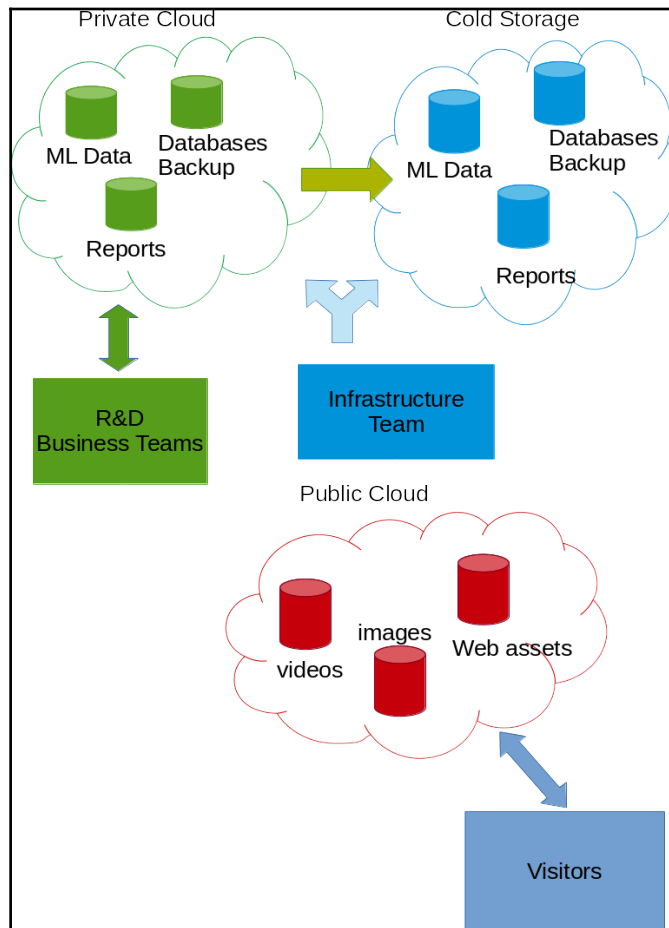 Private Cloud
Cold Storage
ML Data
Databases
Backup
Reports
ML Data
Databases
Backup
Reports
R&D
Business Teams
Infrastructure
Team
Public Cloud
videos
images
Web assets
Visitors